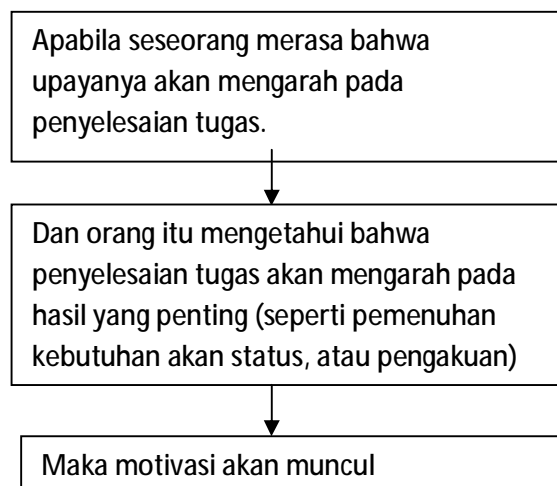 Apabila seseorang merasa bahwa
upayanya akan mengarah pada
penyelesaian tugas.
Dan orang itu mengetahui bahwa
penyelesaian tugas akan mengarah pada
hasil yang penting (seperti pemenuhan
kebutuhan akan status, atau pengakuan)
Maka motivasi akan muncul